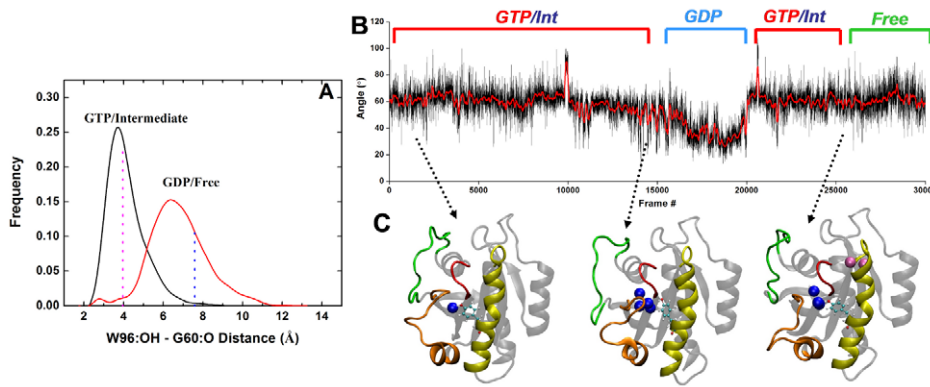 A
0.30
0.25
0.20
0.15
0.10
0.05
0.00
Frequency
GTP/Intermediate
GDP/Free
2 4 6 8 10 12 14
W96:OH - G60:O Distance (Å)
B
GTP/Int GDP GTP/Int Free
Angle (°)
120
100
80
60
40
20
0
0 5000 10000 15000 20000 25000 30000
Frame #
C